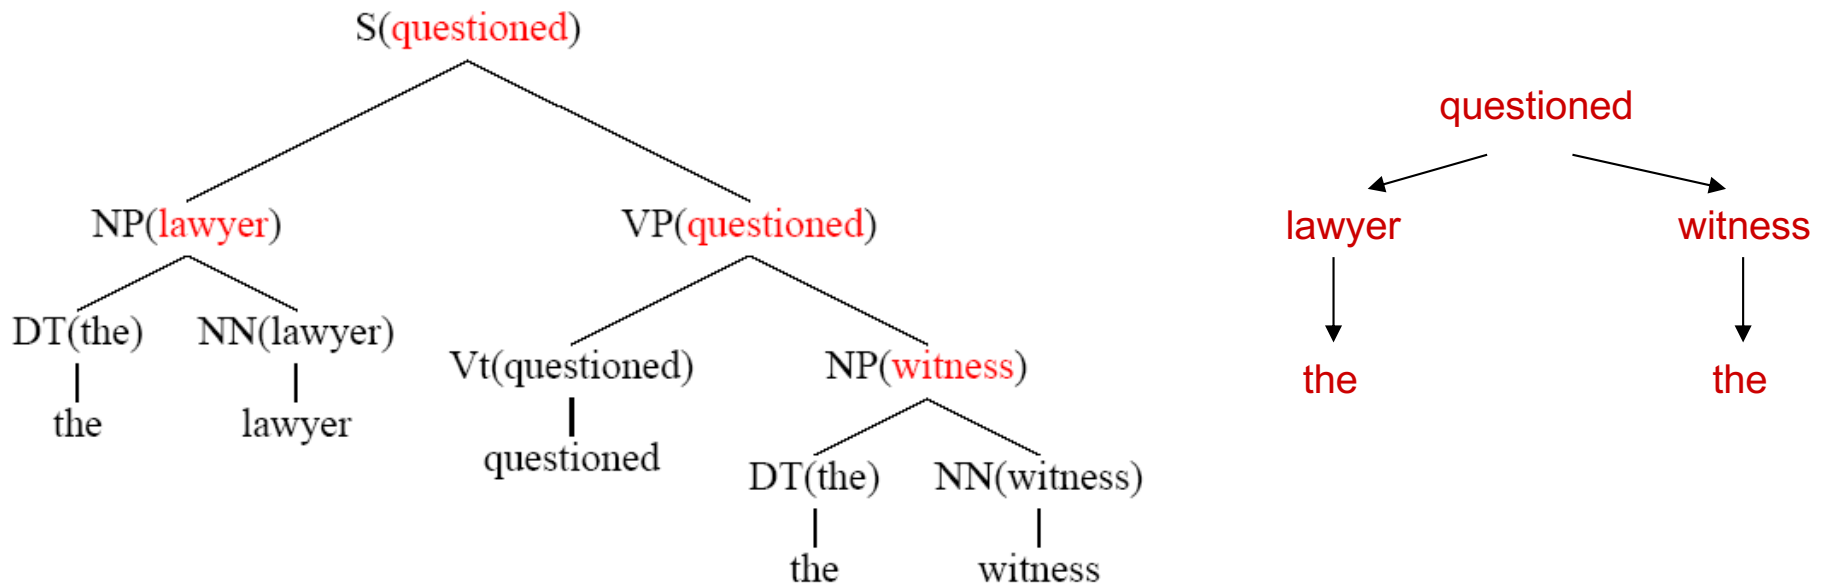 S(questioned)
NP(lawyer) VP(questioned)
DT(the) NN(lawyer) Vt(questioned) NP(witness)
the lawyer questioned DT(the) NN(witness)
the witness
questioned
lawyer witness
the the